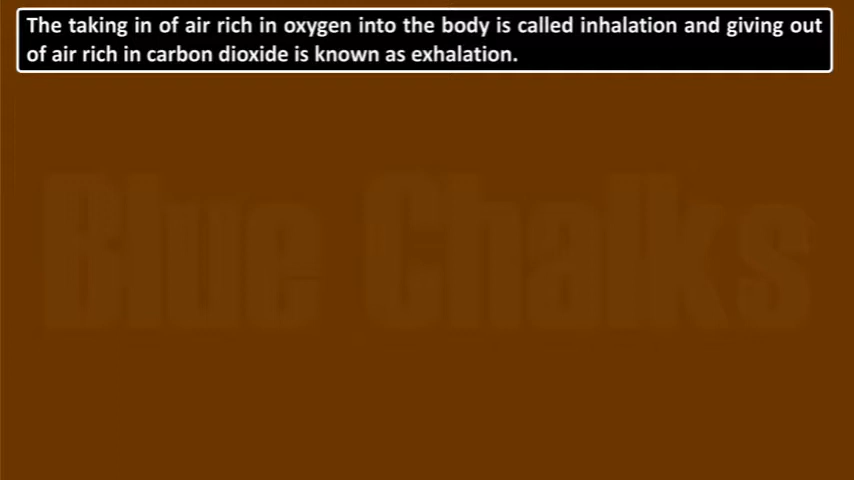 The taking in of air rich in oxygen into the body is called inhalation and giving out
of air rich in carbon dioxide is known as exhalation.
Blue Chalks